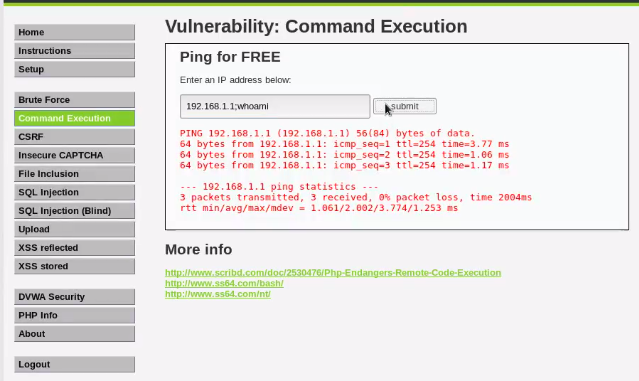 Vulnerability: Command Execution
Home
Instructions
Setup
Brute Force
Command Execution
CSRF
Insecure CAPTCHA
File Inclusion
SQL Injection
SQL Injection (Blind)
Upload
XSS reflected
XSS stored
DVWA Security
PHP Info
About
Logout
Ping for FREE
Enter an IP address below:
192.168.1.1;whoami
submit
PING 192.168.1.1 (192.168.1.1) 56(84) bytes of data.
64 bytes from 192.168.1.1: icmp_seq=1 ttl=254 time=3.77 ms
64 bytes from 192.168.1.1: icmp_seq=2 ttl=254 time=1.06 ms
64 bytes from 192.168.1.1: icmp_seq=3 ttl=254 time=1.17 ms
--- 192.168.1.1 ping statistics ---
3 packets transmitted, 3 received, 0% packet loss, time 2004ms
rtt min/avg/max/mdev = 1.061/2.002/3.774/1.253 ms
More info
http://www.scribd.com/doc/2530476/Php-Endangers-Remote-Code-Execution
http://www.ss64.com/bash/
http://www.ss64.com/nt/